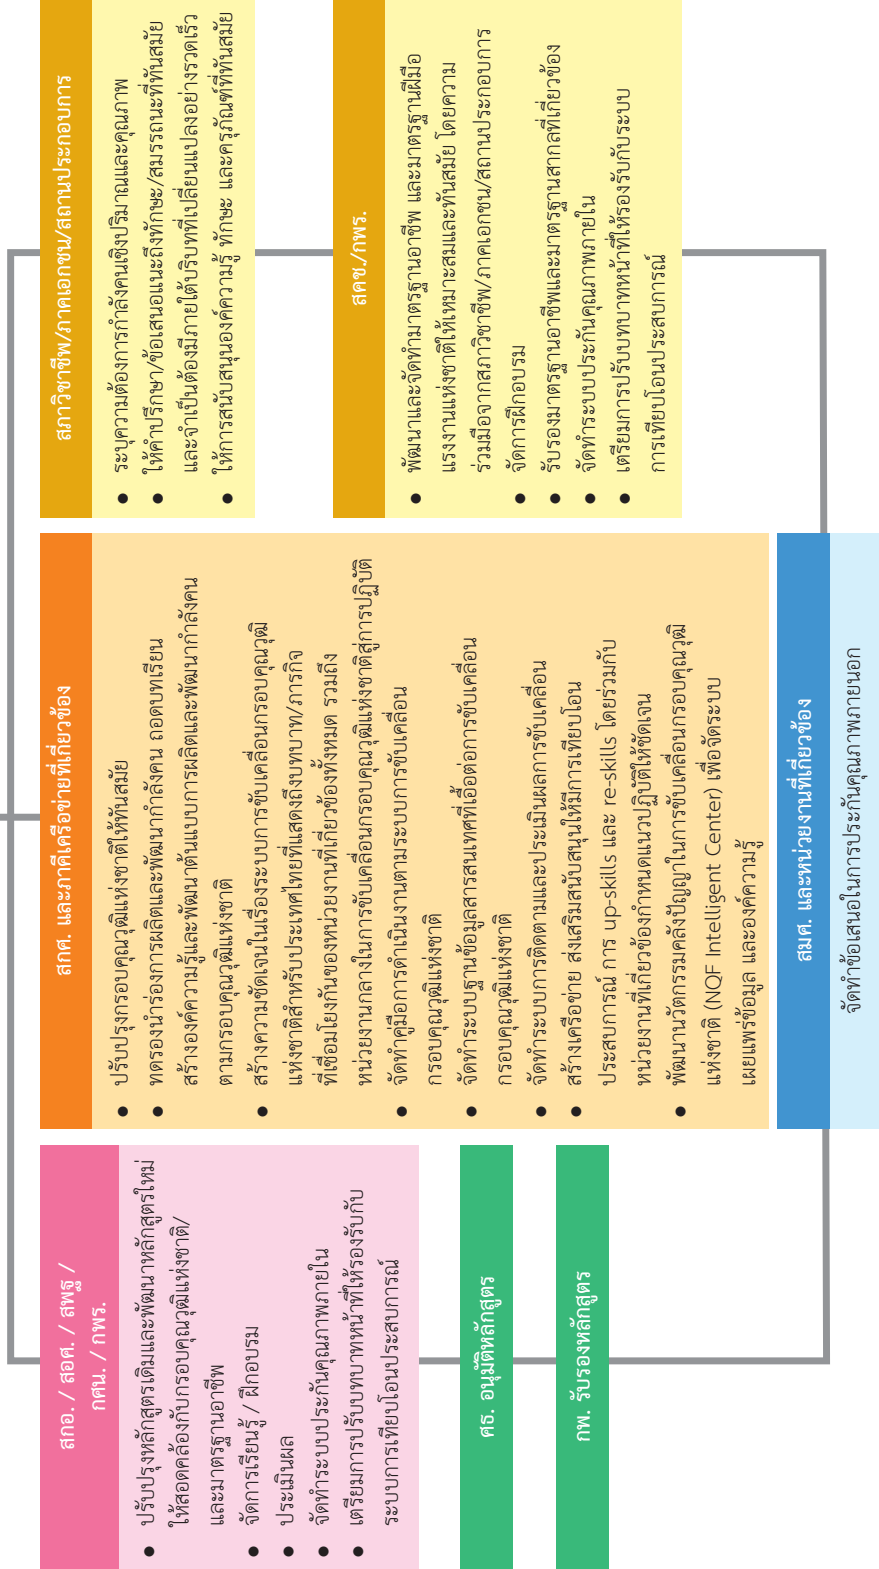 สกอ. / สอศ. / สพฐ /
กศน. / กพร.
● ปรับปรุงหลักสูตรเดิมและพัฒนาหลักสูตรใหม่
ให้สอดคล้องกับกรอบคุณวุฒิแห่งชาติ/
และมาตรฐานอาชีพ
● จัดการเรียนรู้ / ฝึกอบรม
● ประเมินผล
● จัดทำระบบประกันคุณภาพภายใน
● เตรียมการปรับบทบาทหน้าที่ให้รองรับกับ
ระบบการเทียบโอนประสบการณ์
ศธ. อนุมัติหลักสูตร
กพ. รับรองหลักสูตร
สกศ. และภาคีเครือข่ายที่เกี่ยวข้อง
● ปรับปรุงกรอบคุณวุฒิแห่งชาติให้ทันสมัย
● ทดรองนำร่องการผลิตและพัฒนากำลังคน ถอดบทเรียน
สร้างองค์ความรู้และพัฒนาต้นแบบการผลิตและพัฒนากำลังคน
ตามกรอบคุณวุฒิแห่งชาติ
● สร้างความชัดเจนในเรื่องระบบการขับเคลื่อนกรอบคุณวุฒิ
แห่งชาติสำหรับประเทศไทยที่แสดงถึงบทบาท/ภารกิจ
ที่เชื่อมโยงกันของหน่วยงานที่เกี่ยวข้องทั้งหมด รวมถึง
หน่วยงานกลางในการขับเคลื่อนกรอบคุณวุฒิแห่งชาติสู่การปฏิบัติ
● จัดทำคู่มือการดำเนินงานตามระบบการขับเคลื่อน
กรอบคุณวุฒิแห่งชาติ
● จัดทำระบบฐานข้อมูลสารสนเทศที่เอื้อต่อการขับเคลื่อน
กรอบคุณวุฒิแห่งชาติ
● จัดทำระบบการติดตามและประเมินผลการขับเคลื่อน
● สร้างเครือข่าย ส่งเสริมสนับสนุนให้มีการเทียบโอน
ประสบการณ์ การ up-skills และ re-skills โดยร่วมกับ
หน่วยงานที่เกี่ยวข้องกำหนดแนวปฏิบัติให้ชัดเจน
● พัฒนานวัตกรรมคลังปัญญาในการขับเคลื่อนกรอบคุณวุฒิ
แห่งชาติ (NQF Intelligent Center) เพื่อจัดระบบ
เผยแพร่ข้อมูล และองค์ความรู้
สมศ. และหน่วยงานที่เกี่ยวข้อง
จัดทำข้อเสนอในการประกันคุณภาพภายนอก
สภาวิชาชีพ/ภาคเอกชน/สถานประกอบการ
● ระบุความต้องการกำลังคนเชิงปริมาณและคุณภาพ
● ให้คำปรึกษา/ข้อเสนอแนะถึงทักษะ/สมรรถนะที่ทันสมัย
และจำเป็นต้องมีภายใต้บริบทที่เปลี่ยนแปลงอย่างรวดเร็ว
● ให้การสนับสนุนองค์ความรู้ ทักษะ และครุภัณฑ์ที่ทันสมัย
สคช./กพร.
● พัฒนาและจัดทำมาตรฐานอาชีพ และมาตรฐานฝีมือ
แรงงานแห่งชาติให้เหมาะสมและทันสมัย โดยความ
ร่วมมือจากสภาวิชาชีพ/ภาคเอกชน/สถานประกอบการ
● จัดการฝึกอบรม
● รับรองมาตรฐานอาชีพและมาตรฐานสากลที่เกี่ยวข้อง
● จัดทำระบบประกันคุณภาพภายใน
● เตรียมการปรับบทบาทหน้าที่ให้รองรับกับระบบ
การเทียบโอนประสบการณ์